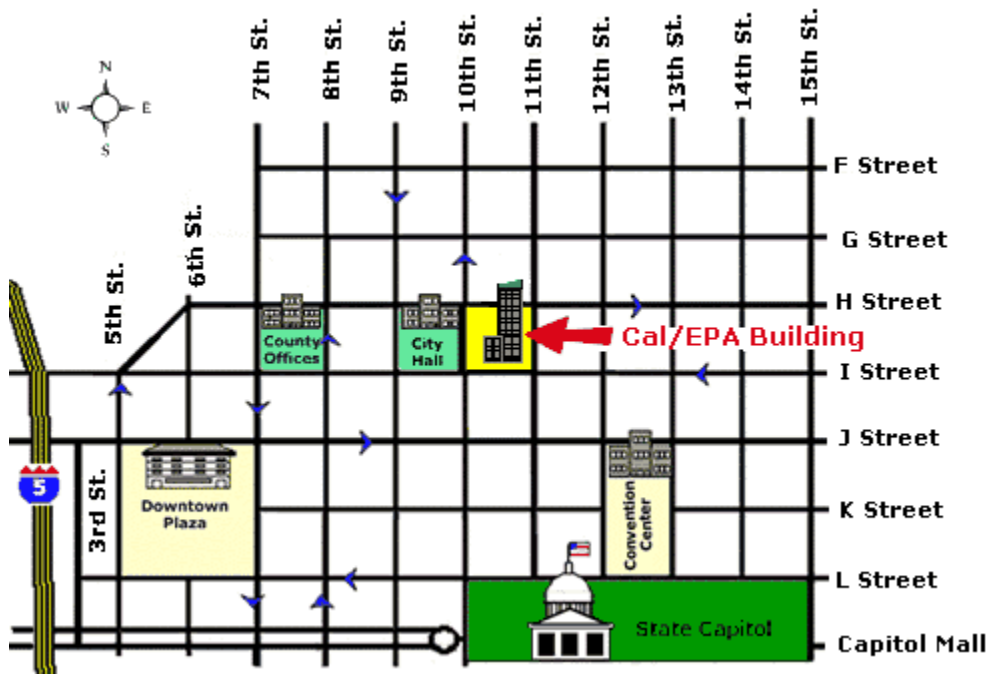 7th St.
8th St.
9th St.
10th St.
11th St.
12th St.
13th St.
14th St.
15th St.
N
W
E
S
F Street
G Street
6th St.
5th St.
H Street
County
Offices
City
Hall
Cal/EPA Building
I Street
J Street
5
3rd St.
Downtown
Plaza
Convention
Center
K Street
L Street
State Capitol
Capitol Mall